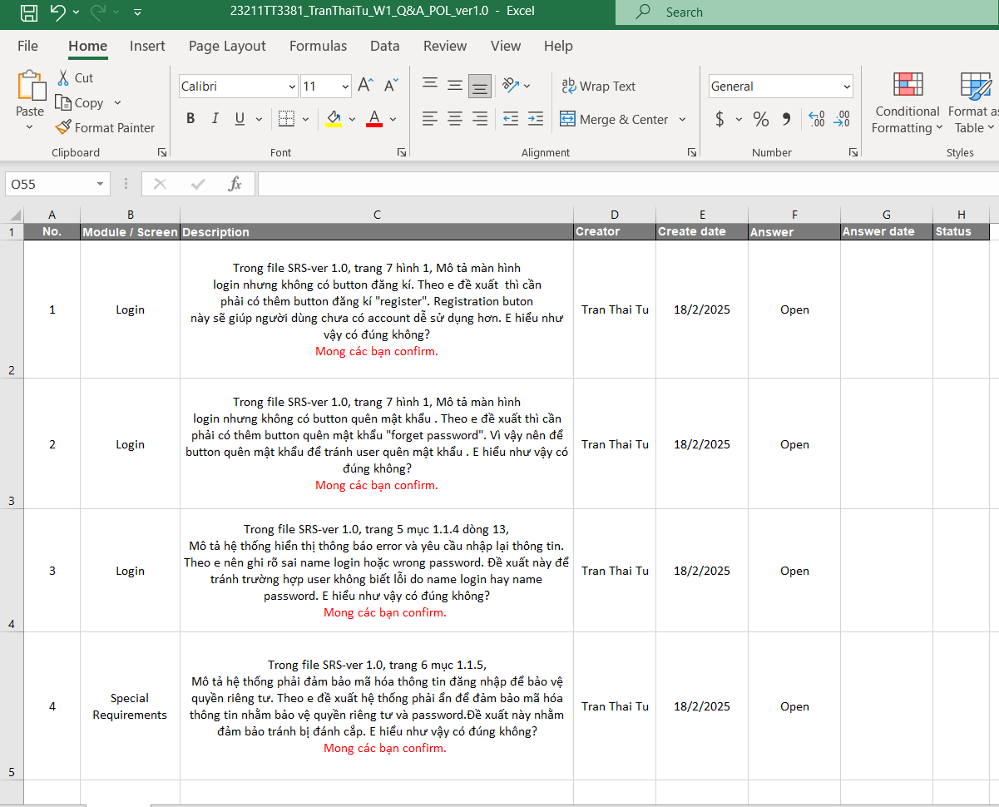 23211TT3381_TranThaiTu_W1_Q&A_POL_ver1.0 - Excel
Search
File Home Insert Page Layout Formulas Data Review View Help
Paste
Cut
Copy
Format Painter
Clipboard
Calibri 11
B I U
Font
ab Wrap Text
Merge & Center
Alignment
General
$ % 9 .00 .00
Number
Conditional Formatting
Format as Table
Styles
O55
fx
A B C D E F G H
1 No. Module / Screen Description Creator Create date Answer Answer date Status
Trong file SRS-ver 1.0, trang 7 hình 1, Mô tả màn hình
login nhưng không có button đăng kí. Theo e đề xuất thì cần
phải có thêm button đăng kí "register". Registration buton
1 Login
này sẽ giúp người dùng chưa có account dễ sử dụng hơn. E hiểu như
vậy có đúng không?
Mong các bạn confirm.
Tran Thai Tu 18/2/2025 Open
2
Trong file SRS-ver 1.0, trang 7 hình 1, Mô tả màn hình
login nhưng không có button quên mật khẩu . Theo e đề xuất thì cần
phải có thêm button quên mật khẩu "forget password". Vì vậy nên để
2 Login
button quên mật khẩu để tránh user quên mật khẩu . E hiểu như vậy có
đúng không?
Mong các bạn confirm.
Tran Thai Tu 18/2/2025 Open
3
Trong file SRS-ver 1.0, trang 5 mục 1.1.4 dòng 13,
Mô tả hệ thống hiển thị thông báo error và yêu cầu nhập lại thông tin.
Theo e nên ghi rõ sai name login hoặc wrong password. Đề xuất này để
3 Login
tránh trường hợp user không biết lỗi do name login hay name
password. E hiểu như vậy có đúng không?
Mong các bạn confirm.
Tran Thai Tu 18/2/2025 Open
4
Trong file SRS-ver 1.0, trang 6 mục 1.1.5,
Mô tả hệ thống phải đảm bảo mã hóa thông tin đăng nhập để bảo vệ
quyền riêng tư. Theo e đề xuất hệ thống phải ẩn để đảm bảo mã hóa
4 Special Requirements
thông tin nhằm bảo vệ quyền riêng tư và password.Đề xuất này nhằm
đảm bảo tránh bị đánh cắp. E hiểu như vậy có đúng không?
Mong các bạn confirm.
Tran Thai Tu 18/2/2025 Open
5